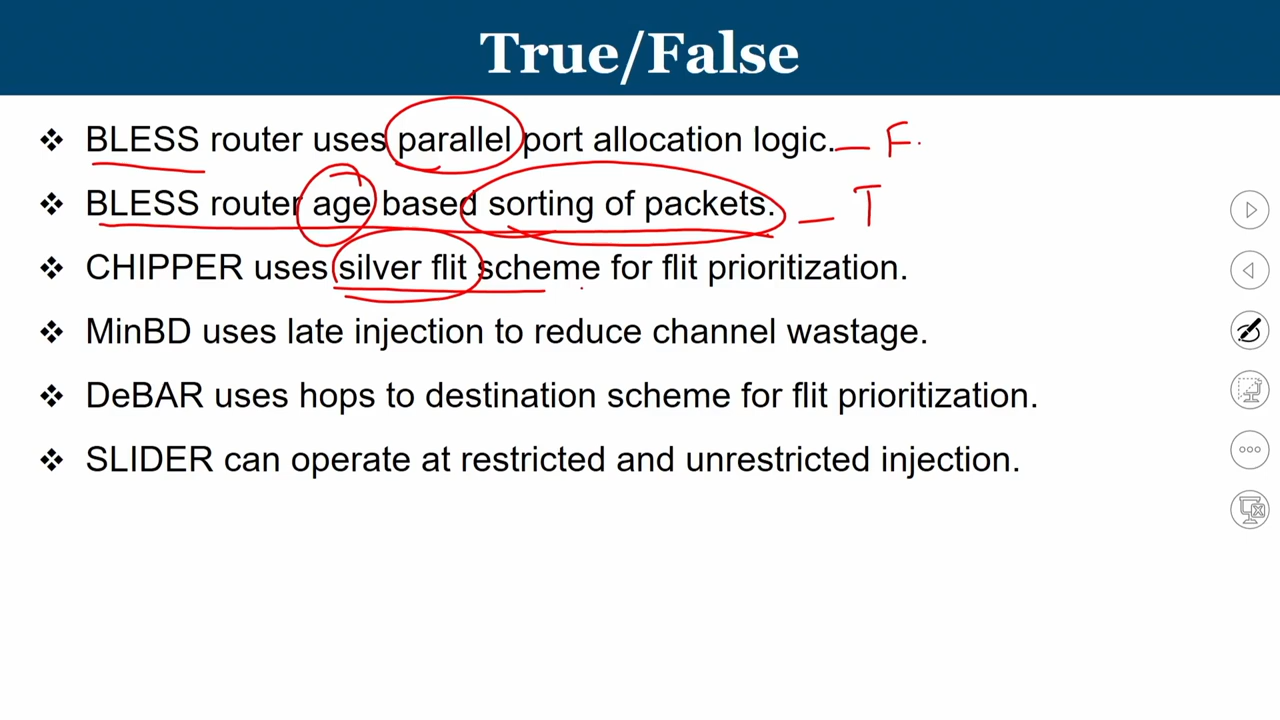 True/False
❖ BLESS router uses parallel port allocation logic. – F
❖ BLESS router age based sorting of packets. – T
❖ CHIPPER uses silver flit scheme for flit prioritization.
❖ MinBD uses late injection to reduce channel wastage.
❖ DeBAR uses hops to destination scheme for flit prioritization.
❖ SLIDER can operate at restricted and unrestricted injection.